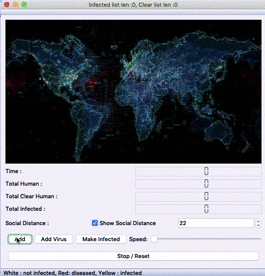 Infected list len :0, Clear list len :0
Time :
Total Human :
Total Clear Human :
Total Infected :
Social Distance : Show Social Distance 22
Add Add Virus Make Infected Speed:
Stop / Reset
White : not infected, Red: diseased, Yellow : infected